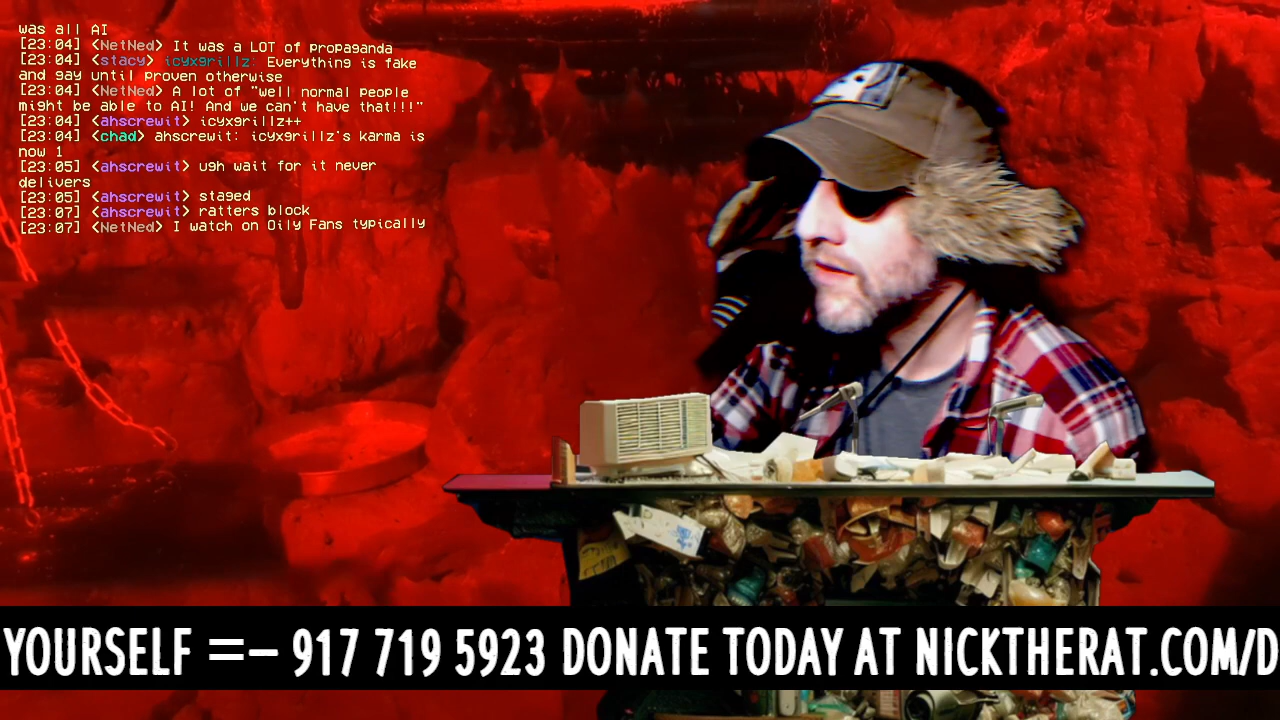 was all AI
[23:04] <NetNed> It was a LOT of propaganda
[23:04] <stacy> icyxgrillz: Everything is fake
and gay until proven otherwise
[23:04] <NetNed> A lot of "well normal people
might be able to AI! And we can't have that!!!"
[23:04] <ahscrewit> icyxgrillz++
[23:04] <chad> ahscrewit: icyxgrillz's karma is
now 1
[23:05] <ahscrewit> ugh wait for it never
delivers
[23:05] <ahscrewit> staged
[23:07] <ahscrewit> ratters block
[23:07] <NetNed> I watch on Oily Fans typically
YOURSELF =– 917 719 5923 DONATE TODAY AT NICKTHERAT.COM/D